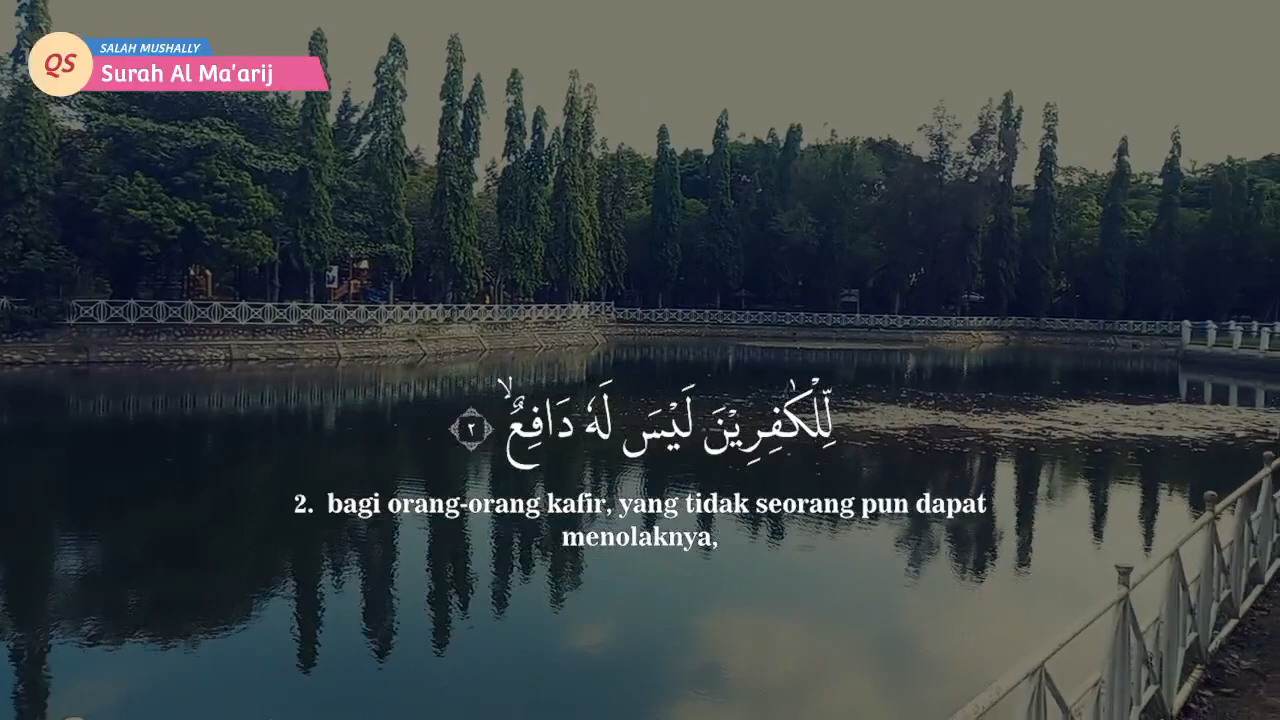 QS
SALAH MUSHALLY
Surah Al Ma'arij
لِّلْكٰفِرِيْنَ لَيْسَ لَهٗ دَافِعٌۙ ٢
2. bagi orang-orang kafir, yang tidak seorang pun dapat
menolaknya,